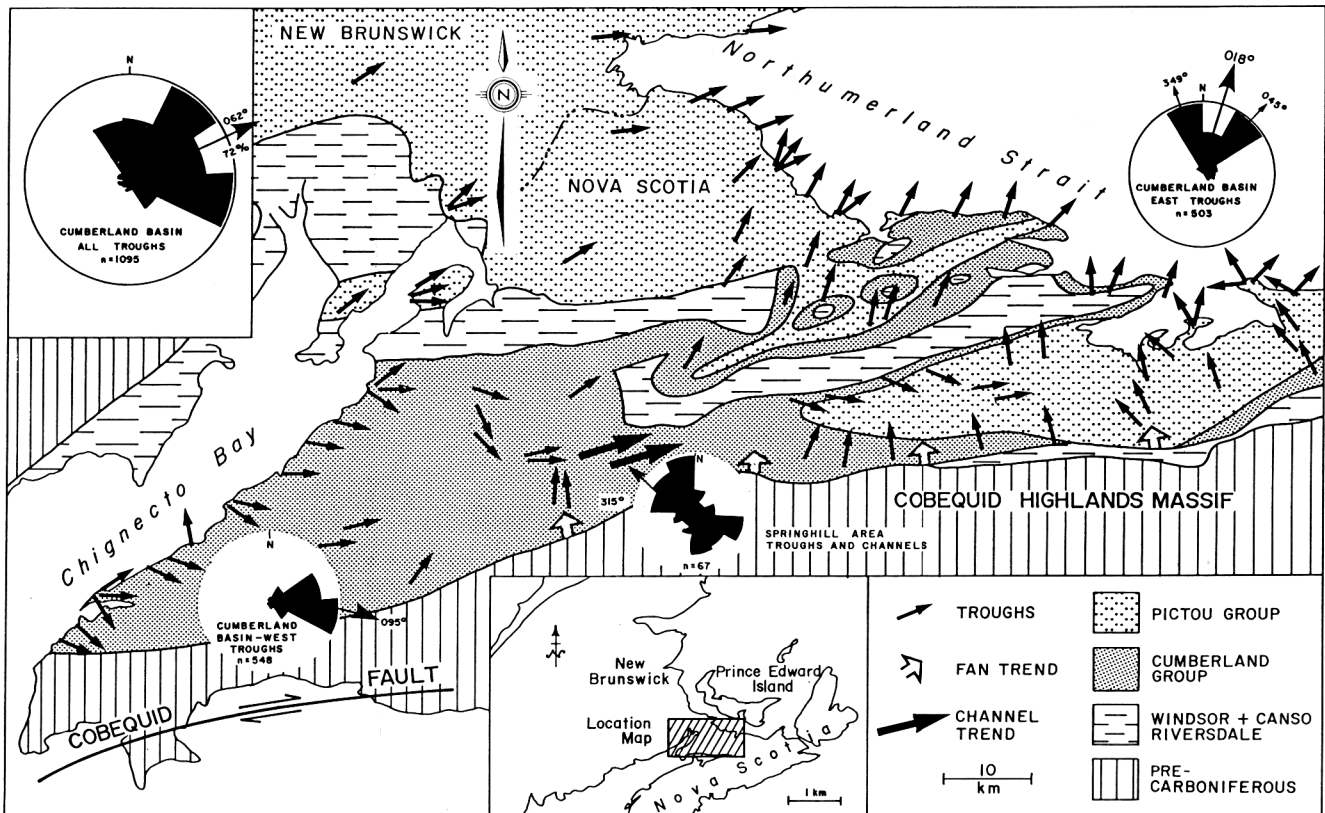 NEW BRUNSWICK
N
062°
72%
CUMBERLAND BASIN
ALL TROUGHS
n=1095
N
Northumerland Strait
NOVA SCOTIA
349°
N
018°
045°
CUMBERLAND BASIN
EAST TROUGHS
n=503
Chignecto Bay
N
315°
SPRINGHILL AREA
TROUGHS AND CHANNELS
n=67
COBEQUID HIGHLANDS MASSIF
N
CUMBERLAND
BASIN-WEST
TROUGHS
n=548
095°
COBEQUID FAULT
N
New
Brunswick
Prince Edward
Island
Location
Map
Nova Scotia
1 km
TROUGHS
FAN TREND
CHANNEL
TREND
10
km
PICTOU GROUP
CUMBERLAND
GROUP
WINDSOR + CANSO
RIVERSDALE
PRE-
CARBONIFEROUS